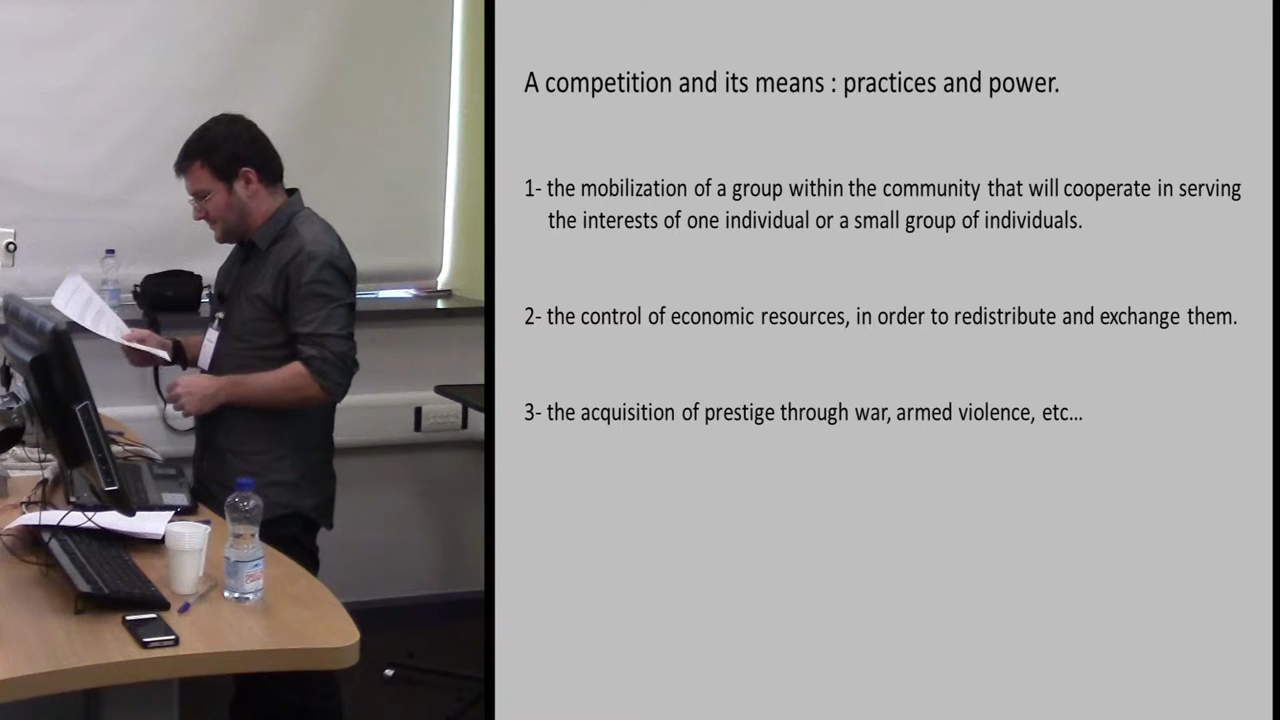 A competition and its means : practices and power.
1- the mobilization of a group within the community that will cooperate in serving
the interests of one individual or a small group of individuals.
2- the control of economic resources, in order to redistribute and exchange them.
3- the acquisition of prestige through war, armed violence, etc...